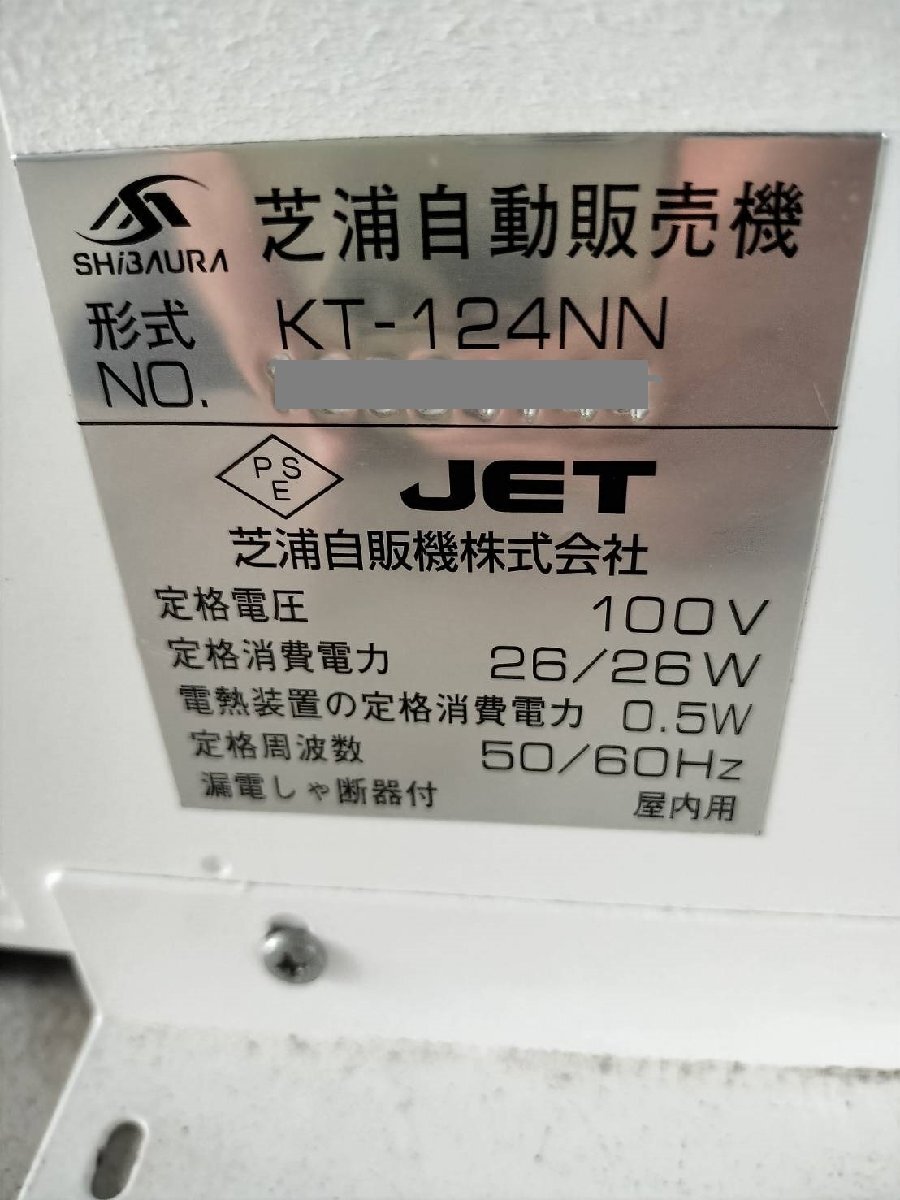 SHIBAURA
芝浦自動販売機
形式 KT-124NN
NO.
PSE JET
芝浦自販機株式会社
定格電圧 100V
定格消費電力 26/26W
電熱装置の定格消費電力 0.5W
定格周波数 50/60Hz
漏電しゃ断器付 屋内用